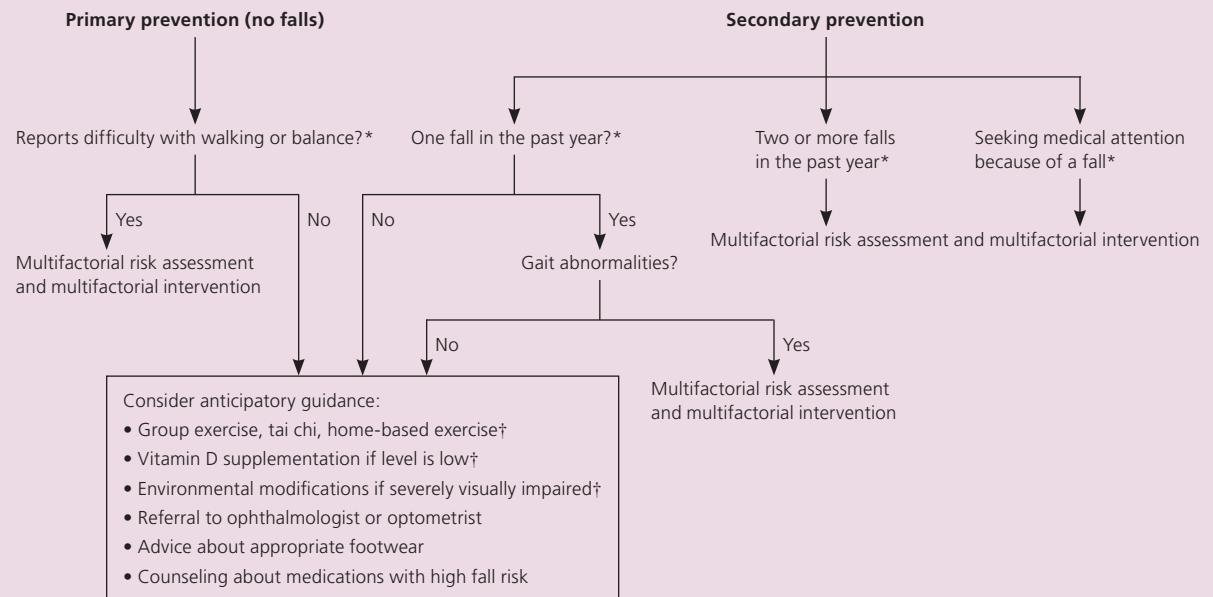 Primary prevention (no falls)
Secondary prevention
Reports difficulty with walking or balance?*
One fall in the past year?*
Two or more falls
in the past year*
Seeking medical attention
because of a fall*
Yes
No
No
Yes
Multifactorial risk assessment and multifactorial intervention
Multifactorial risk assessment
and multifactorial intervention
Gait abnormalities?
No
Yes
Multifactorial risk assessment
and multifactorial intervention
Consider anticipatory guidance:
• Group exercise, tai chi, home-based exercise†
• Vitamin D supplementation if level is low†
• Environmental modifications if severely visually impaired†
• Referral to ophthalmologist or optometrist
• Advice about appropriate footwear
• Counseling about medications with high fall risk